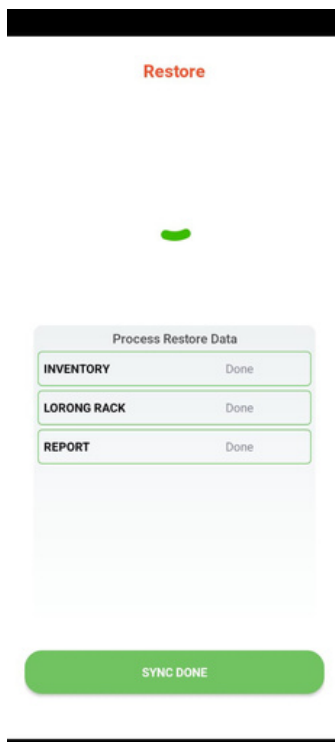 Restore
Process Restore Data
INVENTORY Done
LORONG RACK Done
REPORT Done
SYNC DONE